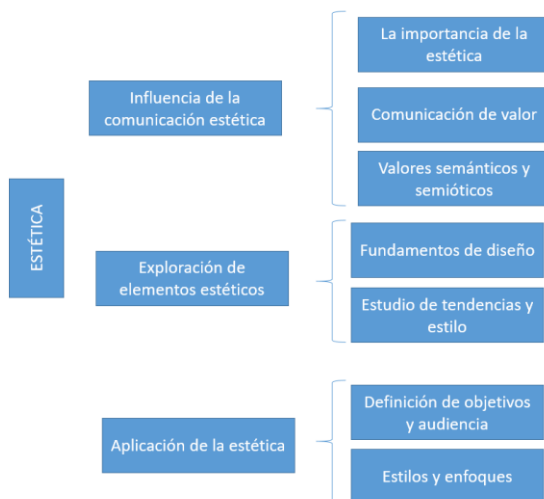 ESTÉTICA
Influencia de la
comunicación estética
La importancia de la
estética
Comunicación de valor
Valores semánticos y
semióticos
Exploración de
elementos estéticos
Fundamentos de diseño
Estudio de tendencias y
estilo
Aplicación de la estética
Definición de objetivos
y audiencia
Estilos y enfoques